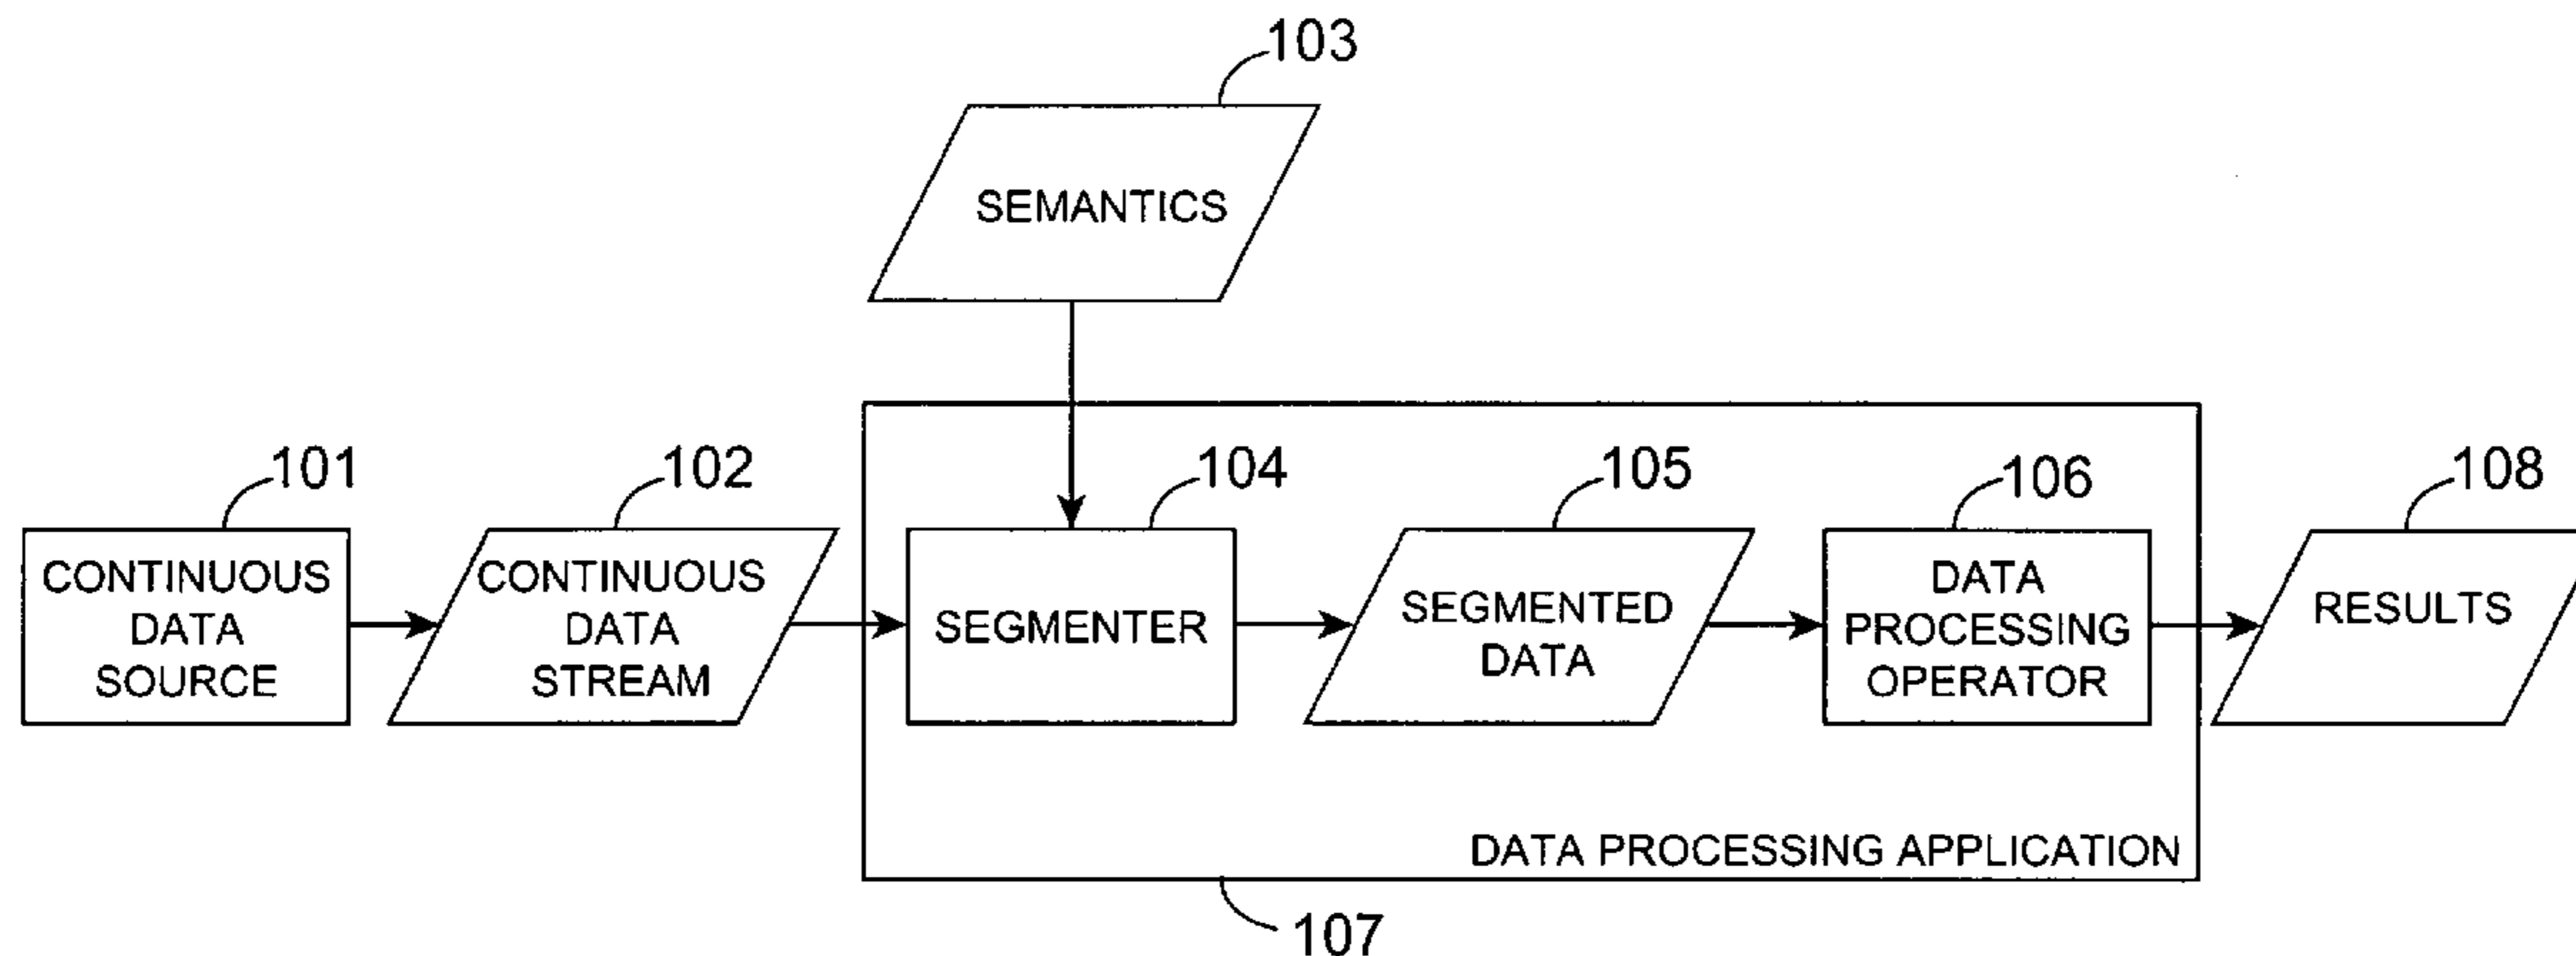 103
SEMANTICS
101
102
104
105
106
108
CONTINUOUS
DATA
SOURCE
CONTINUOUS
DATA
STREAM
SEGMENTER
SEGMENTED
DATA
DATA
PROCESSING
OPERATOR
RESULTS
DATA PROCESSING APPLICATION
107